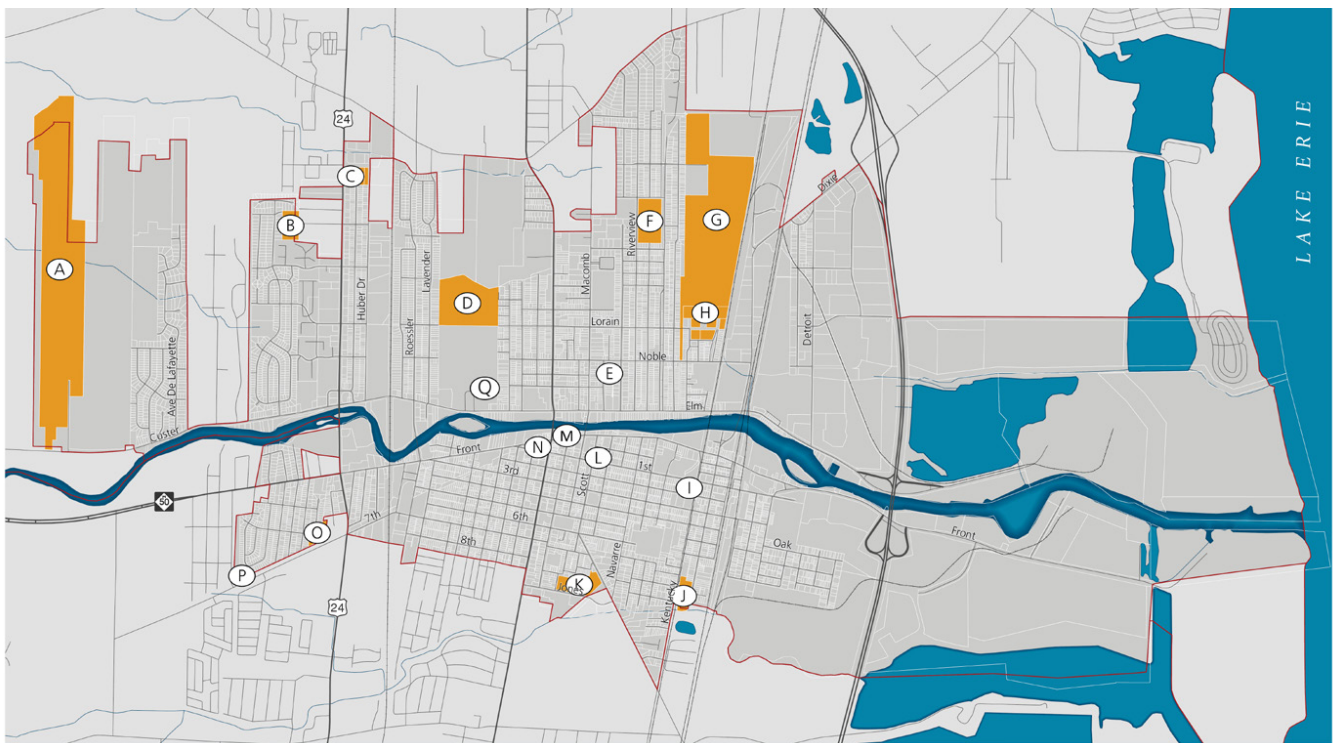 24
LAKE ERIE
C
Dixie
B
F
G
Riverview
A
Lavender
Macomb
Huber Dr
D
H
Lorain
Roessler
Detroit
Ave De Lafayette
Noble
E
Q
Elm
Custer
M
N
Front
L
1st
3rd
Scott
I
50
7th
6th
O
Front
8th
Oak
Navarre
P
K
Jones
J
Kentucky
24